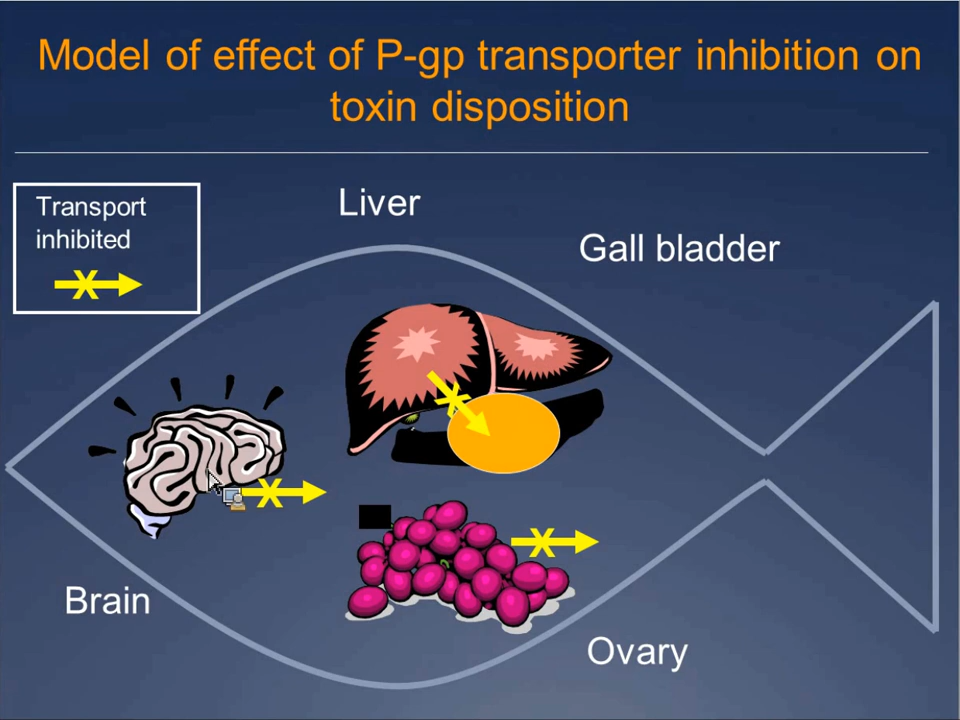 Model of effect of P-gp transporter inhibition on
toxin disposition
Transport
inhibited
X
Liver
Gall bladder
X
X
X
Brain
Ovary